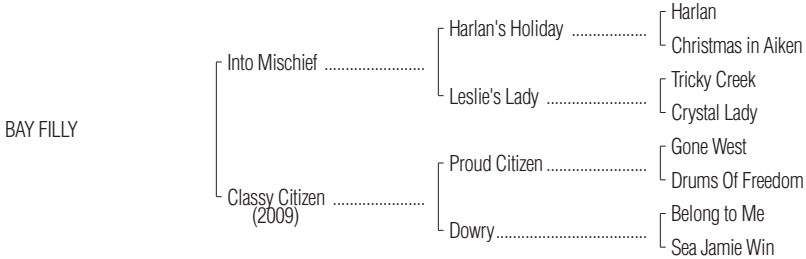 Harlan
Harlan's Holiday ..................
Christmas in Aiken
Into Mischief ........................
Tricky Creek
Leslie's Lady ........................
Crystal Lady
BAY FILLY
Gone West
Proud Citizen ........................
Drums Of Freedom
Classy Citizen ......................
(2009)
Belong to Me
Dowry....................................
Sea Jamie Win